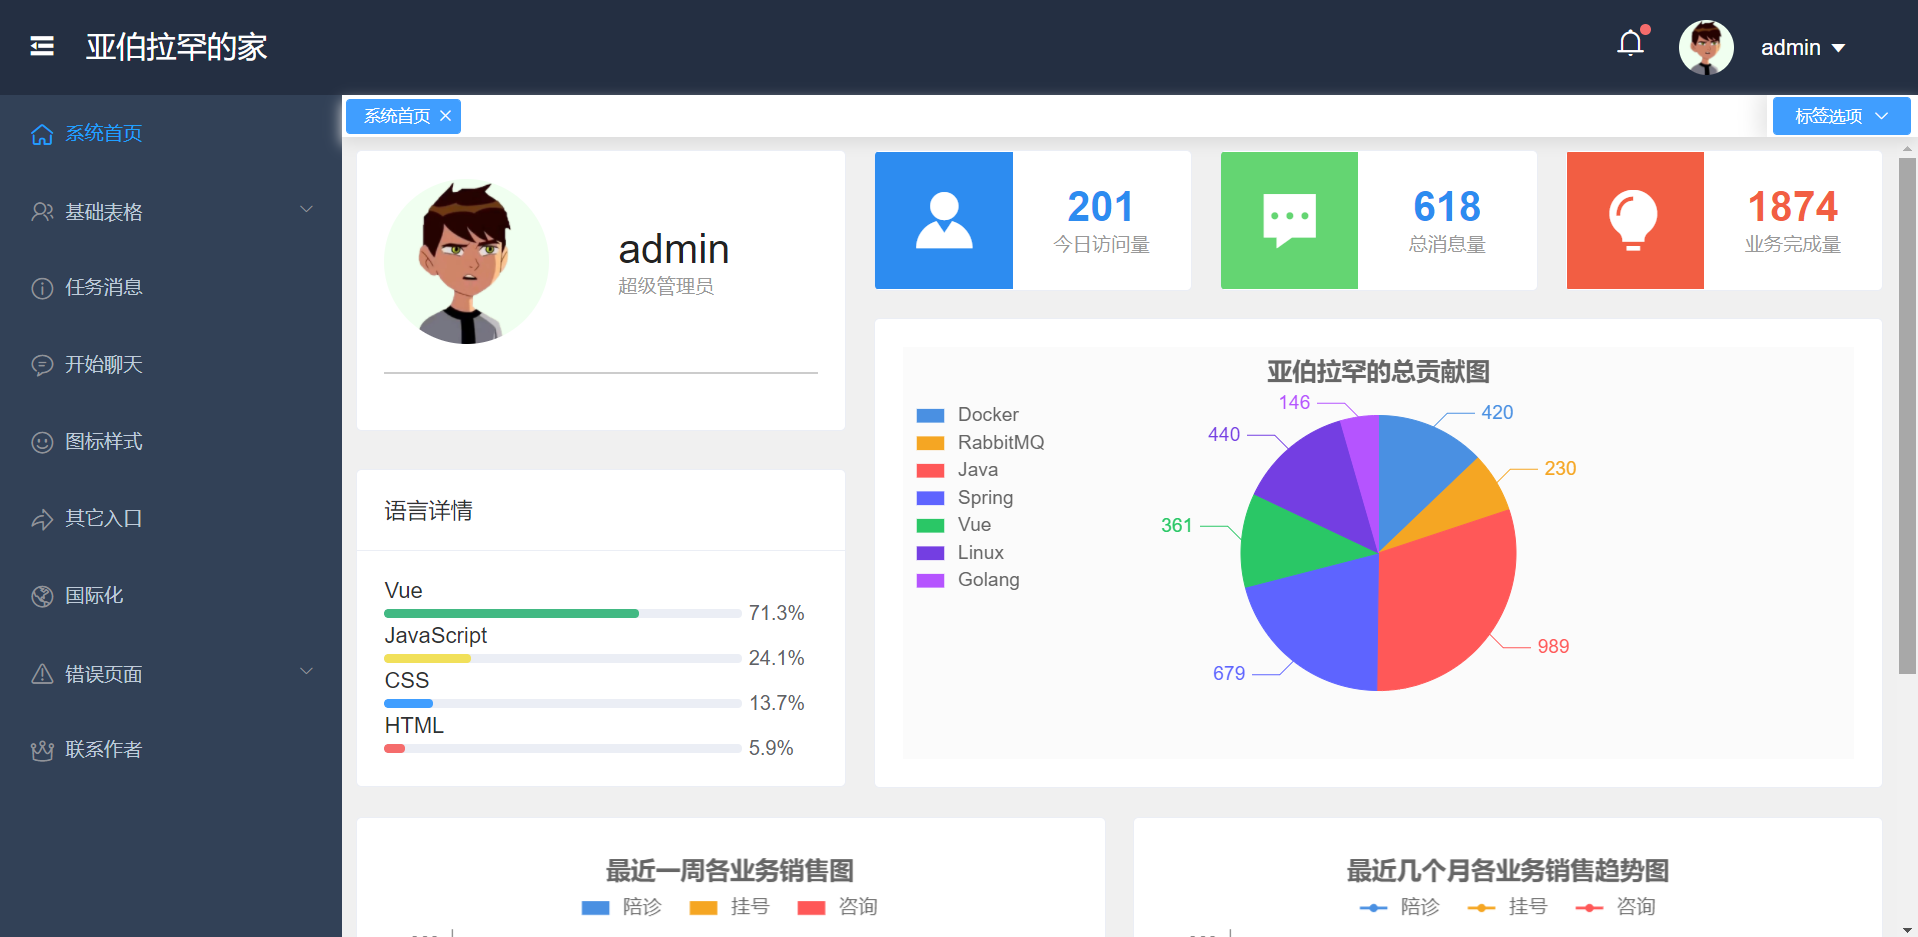 亚伯拉罕的家
admin
系统首页
基础表格
任务消息
开始聊天
图标样式
其它入口
国际化
错误页面
联系作者
系统首页
标签选项
admin
超级管理员
201
今日访问量
618
总消息量
1874
业务完成量
语言详情
Vue
71.3%
JavaScript
24.1%
CSS
13.7%
HTML
5.9%
亚伯拉罕的总贡献图
Docker
RabbitMQ
Java
Spring
Vue
Linux
Golang
146
420
440
230
361
989
679
最近一周各业务销售图
陪诊 挂号 咨询
最近几个月各业务销售趋势图
陪诊 挂号 咨询